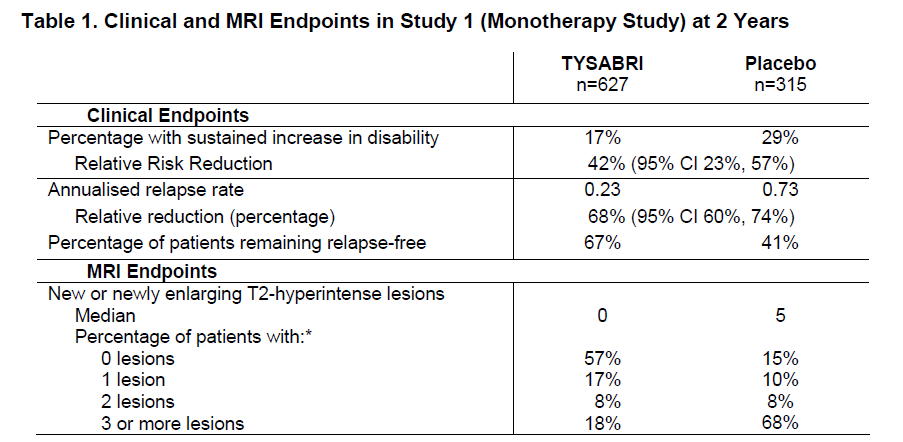 Table 1. Clinical and MRI Endpoints in Study 1 (Monotherapy Study) at 2 Years
TYSABRI Placebo
n=627 n=315
Clinical Endpoints
Percentage with sustained increase in disability 17% 29%
Relative Risk Reduction 42% (95% CI 23%, 57%)
Annualised relapse rate 0.23 0.73
Relative reduction (percentage) 68% (95% CI 60%, 74%)
Percentage of patients remaining relapse-free 67% 41%
MRI Endpoints
New or newly enlarging T2-hyperintense lesions
Median 0 5
Percentage of patients with:*
0 lesions 57% 15%
1 lesion 17% 10%
2 lesions 8% 8%
3 or more lesions 18% 68%